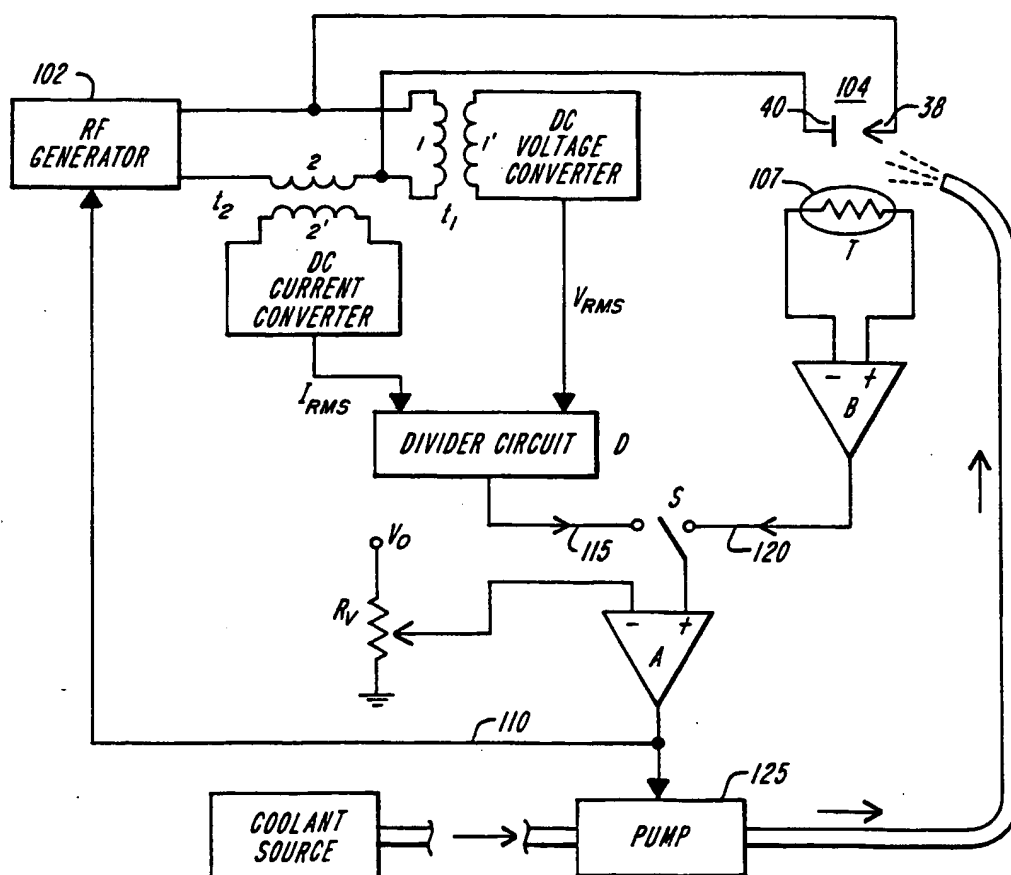 102
RF
GENERATOR
2
t2
2'
DC
CURRENT
CONVERTER
1
1'
t1
DC
VOLTAGE
CONVERTER
104
40
38
107
T
- +
B
IRMS
VRMS
DIVIDER CIRCUIT
D
S
115
120
V0
RV
- +
A
110
125
COOLANT
SOURCE
PUMP